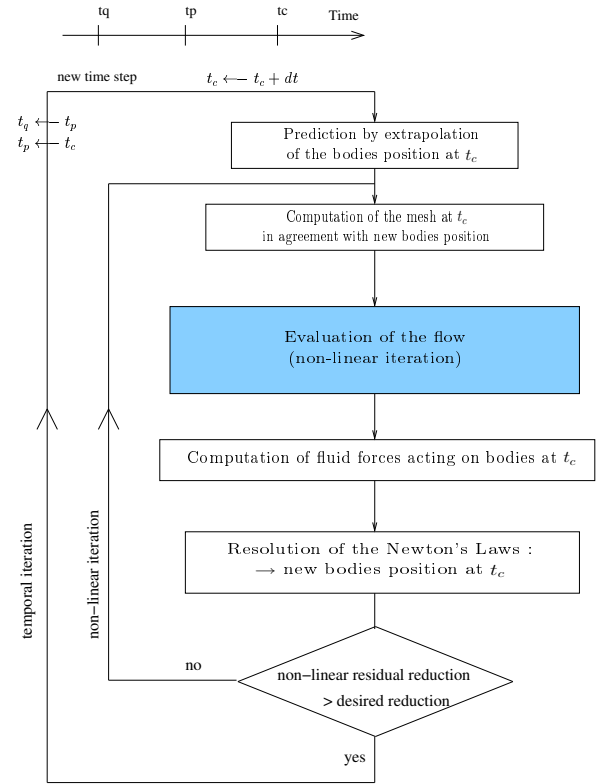 tq tp tc Time
new time step t_c ← t_c + dt
t_q ← t_p
t_p ← t_c
Prediction by extrapolation
of the bodies position at t_c
Computation of the mesh at t_c
in agreement with new bodies position
Evaluation of the flow
(non-linear iteration)
Computation of fluid forces acting on bodies at t_c
Resolution of the Newton's Laws :
→ new bodies position at t_c
temporal iteration
non−linear iteration
no
non−linear residual reduction
> desired reduction
yes